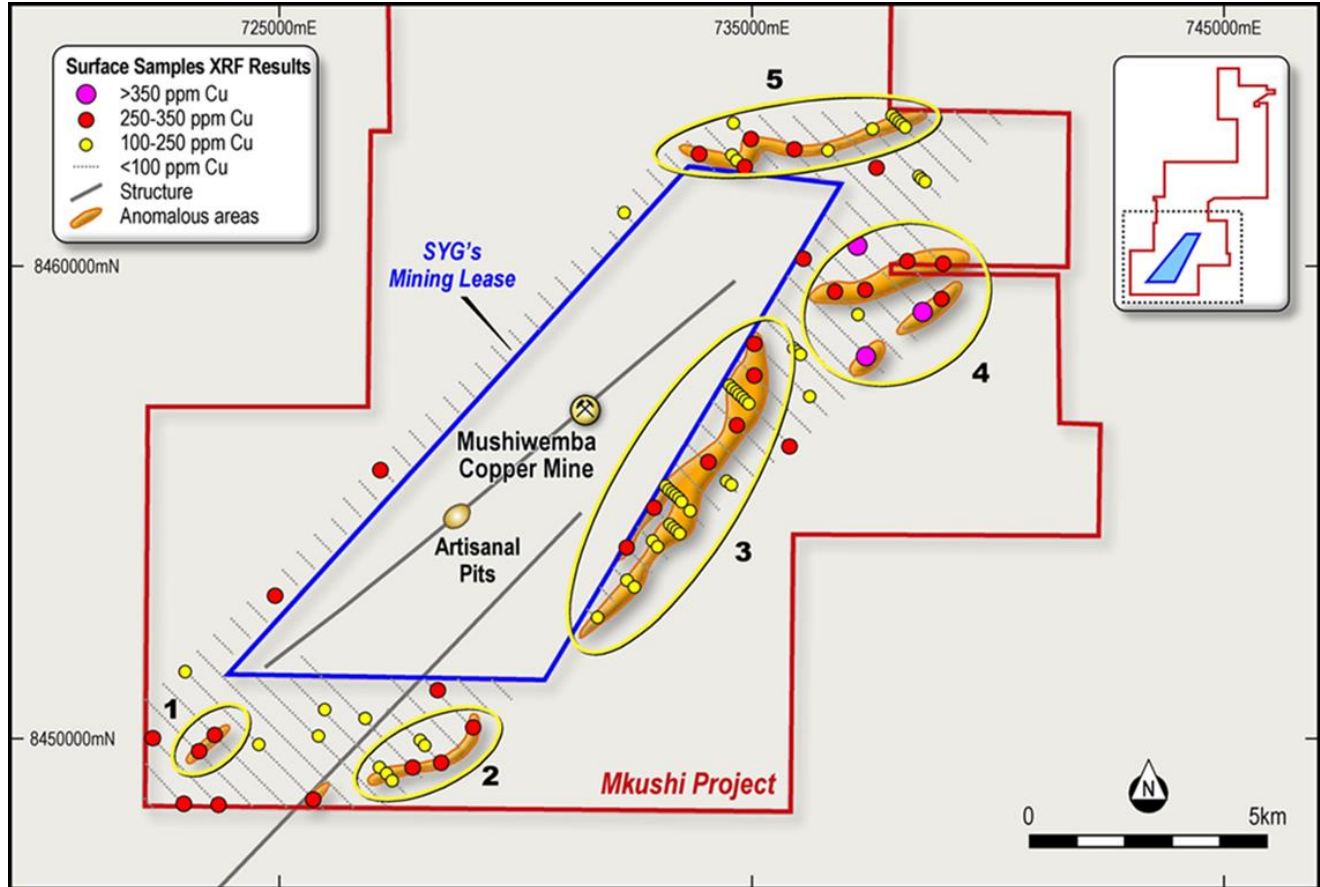 725000mE
735000mE
745000mE
Surface Samples XRF Results
>350 ppm Cu
250-350 ppm Cu
100-250 ppm Cu
<100 ppm Cu
Structure
Anomalous areas
5
8460000mN
SYG's
Mining Lease
4
Mushiwemba
Copper Mine
Artisanal
Pits
3
1
8450000mN
2
Mkushi Project
N
0
5km